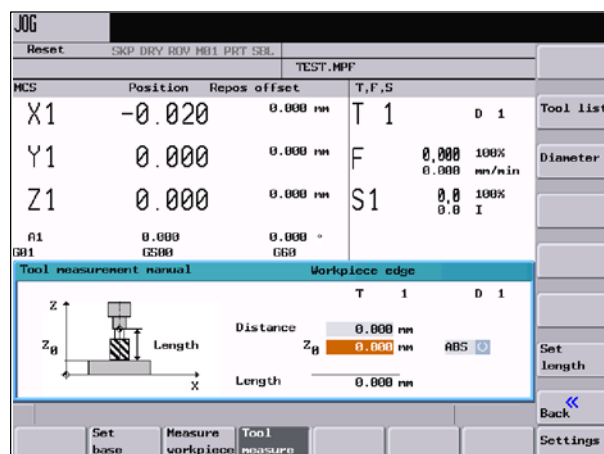 JOG
Reset SKP DRY ROV M01 PRT SBL
TEST.MPF
MCS Position Repos offset T,F,S
X1 -0.020 0.000 mm T 1 D 1
Y1 0.000 0.000 mm F 0,000 100%
0.000 mm/min
Z1 0.000 0.000 mm S1 0,0 100%
0.0 I
A1 0.000 0.000 °
G01 G500 G60
Tool measurement manual Workpiece edge
T 1 D 1
Z
Distance 0.000 mm
Z0 Length Z0 0.000 mm ABS
X
Length 0.000 mm
Tool list
Diameter
Set
length
«
Back
Settings
Set
base
Measure
workpiece
Tool
measure